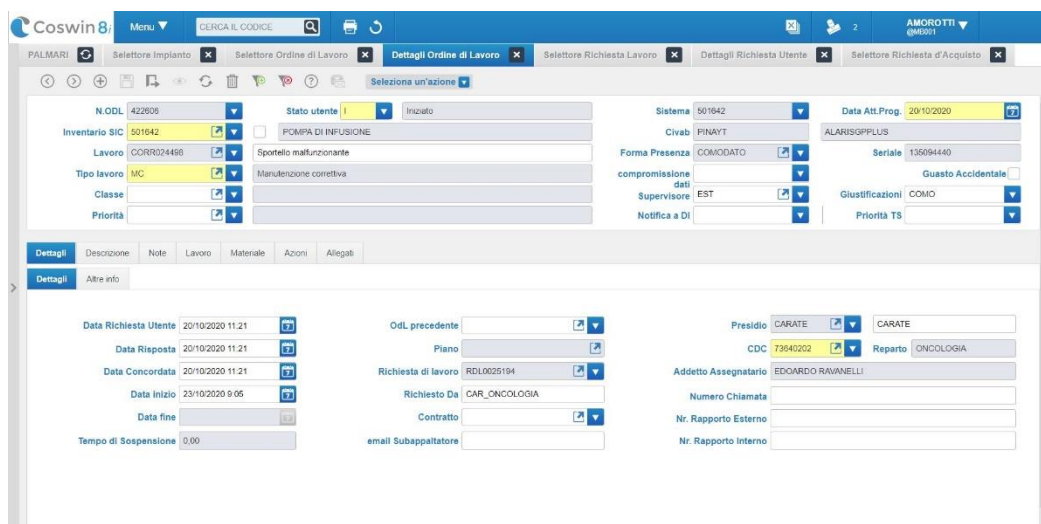 Coswin 8i Menu CERCA IL CODICE 2 AMOROTTI @MB001
PALMARI Selettore Impianto Selettore Ordine di Lavoro Dettagli Ordine di Lavoro Selettore Richiesta Lavoro Dettagli Richiesta Utente Selettore Richiesta d'Acquisto
Seleziona un'azione
N.ODL 422606 Stato utente I Iniziato Sistema 501642 Data Att.Prog. 20/10/2020
Inventario SIC 501642 POMPA DI INFUSIONE Civab PINAYT ALARISGPPLUS
Lavoro CORR024498 Sportello malfunzionante Forma Presenza COMODATO Seriale 135094440
Tipo lavoro MC Manutenzione correttiva compromissione dati Guasto Accidentale
Classe Supervisore EST Giustificazioni COMO
Priorità Notifica a DI Priorità TS
Dettagli Descrizione Note Lavoro Materiale Azioni Allegati
Dettagli Altre info
Data Richiesta Utente 20/10/2020 11:21 OdL precedente Presidio CARATE CARATE
Data Risposta 20/10/2020 11:21 Piano CDC 73640202 Reparto ONCOLOGIA
Data Concordata 20/10/2020 11:21 Richiesta di lavoro RDL0025194 Addetto Assegnatario EDOARDO RAVANELLI
Data inizio 23/10/2020 9:05 Richiesto Da CAR_ONCOLOGIA Numero Chiamata
Data fine Contratto Nr. Rapporto Esterno
Tempo di Sospensione 0,00 email Subappaltatore Nr. Rapporto Interno